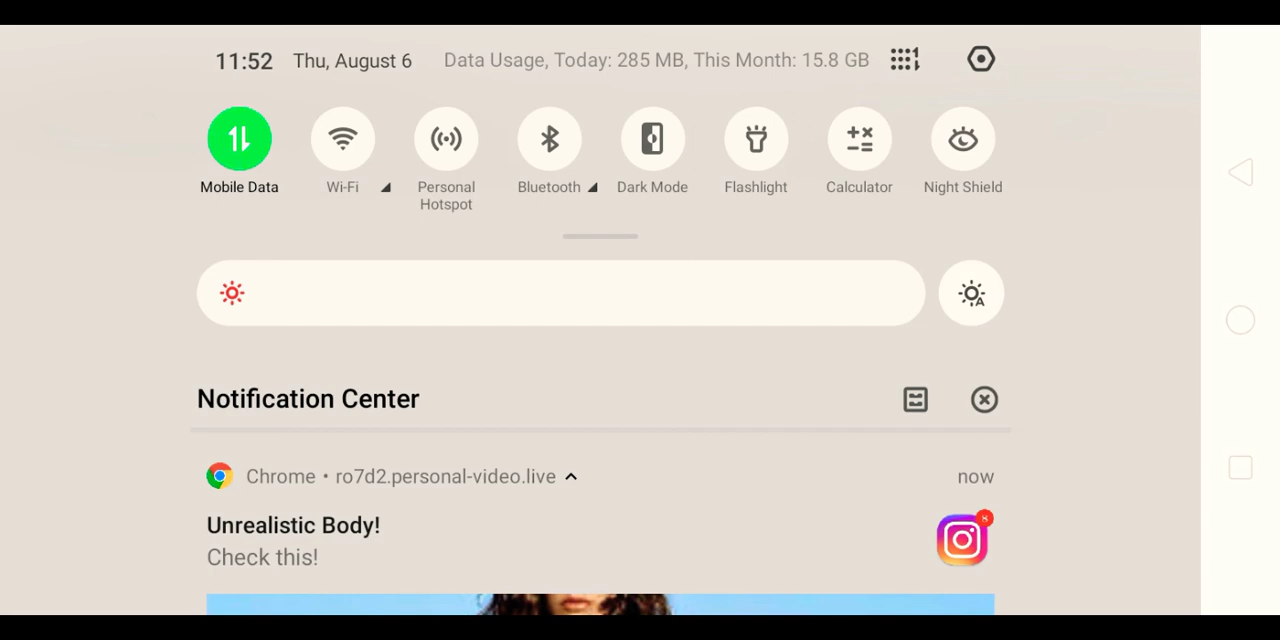 11:52 Thu, August 6 Data Usage, Today: 285 MB, This Month: 15.8 GB
Mobile Data Wi-Fi Personal Hotspot Bluetooth Dark Mode Flashlight Calculator Night Shield
Notification Center
Chrome • ro7d2.personal-video.live now
Unrealistic Body!
8
Check this!